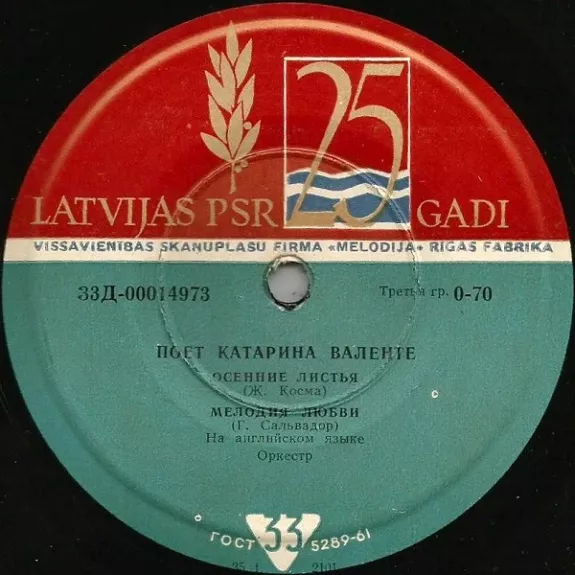 25
LATVIJAS PSR GADI
VISSAVIENĪBAS SKAŅUPLAŠU FIRMA «MELODIJA» RĪGAS FABRIKA
33Д-00014973
Третья гр. 0-70
ПОЕТ КАТАРИНА ВАЛЕНТЕ
ОСЕННИЕ ЛИСТЬЯ
(Ж. Косма)
МЕЛОДИЯ ЛЮБВИ
(Г. Сальвадор)
На английском языке
Оркестр
ГОСТ 33 5289-61